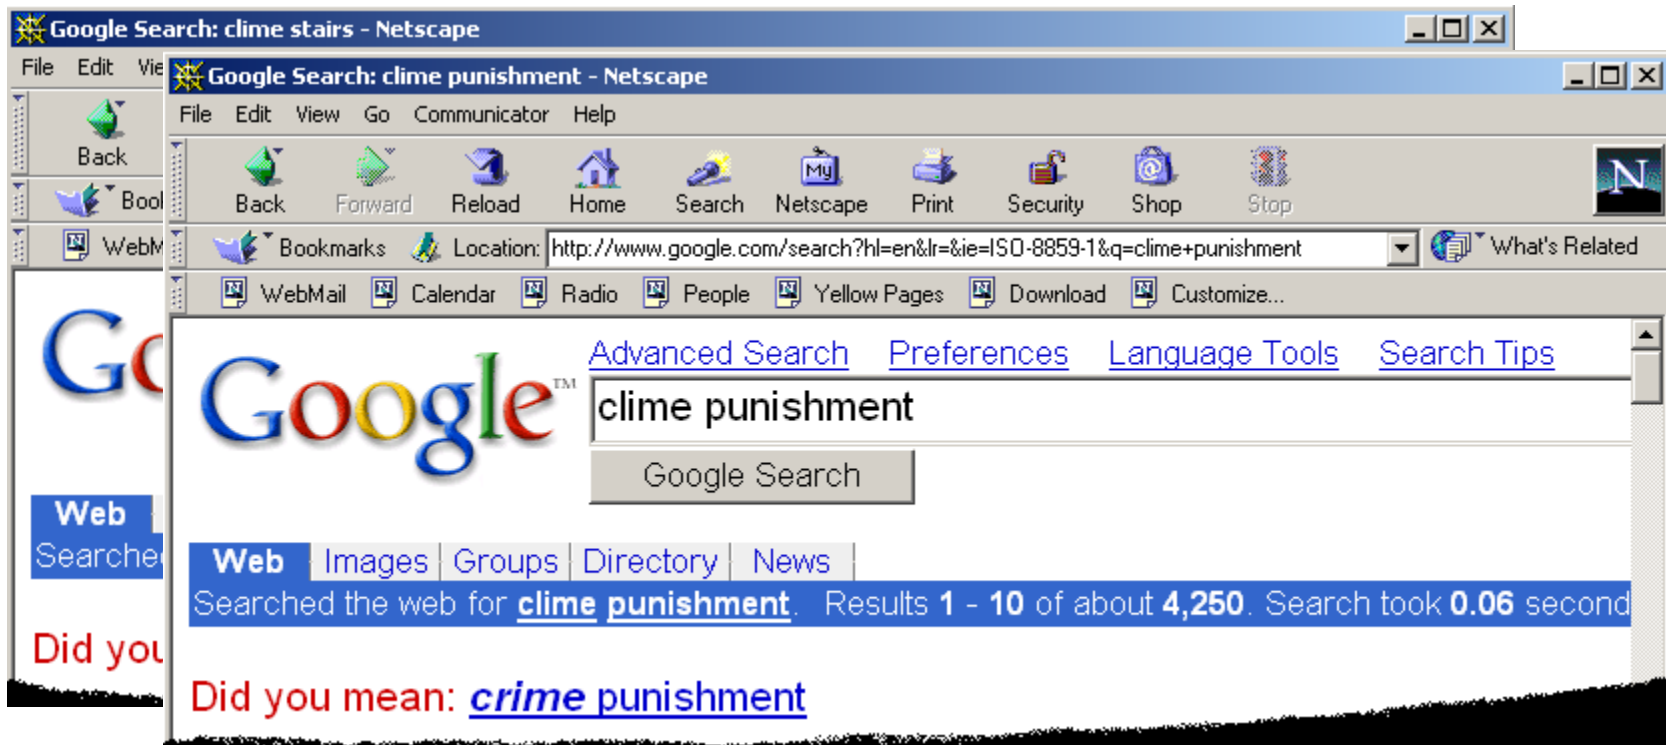 Google Search: clime stairs - Netscape
File Edit Vie
Back
Book
WebM
Go
Web
Searche
Did you
Google Search: clime punishment - Netscape
File Edit View Go Communicator Help
My N
Back Forward Reload Home Search Netscape Print Security Shop Stop
Bookmarks Location: http://www.google.com/search?hl=en&lr=&ie=ISO-8859-1&q=clime+punishment What's Related
WebMail Calendar Radio People Yellow Pages Download Customize...
Advanced Search Preferences Language Tools Search Tips
Google™ clime punishment
Google Search
Web Images Groups Directory News
Searched the web for clime punishment. Results 1 - 10 of about 4,250. Search took 0.06 second
Did you mean: crime punishment